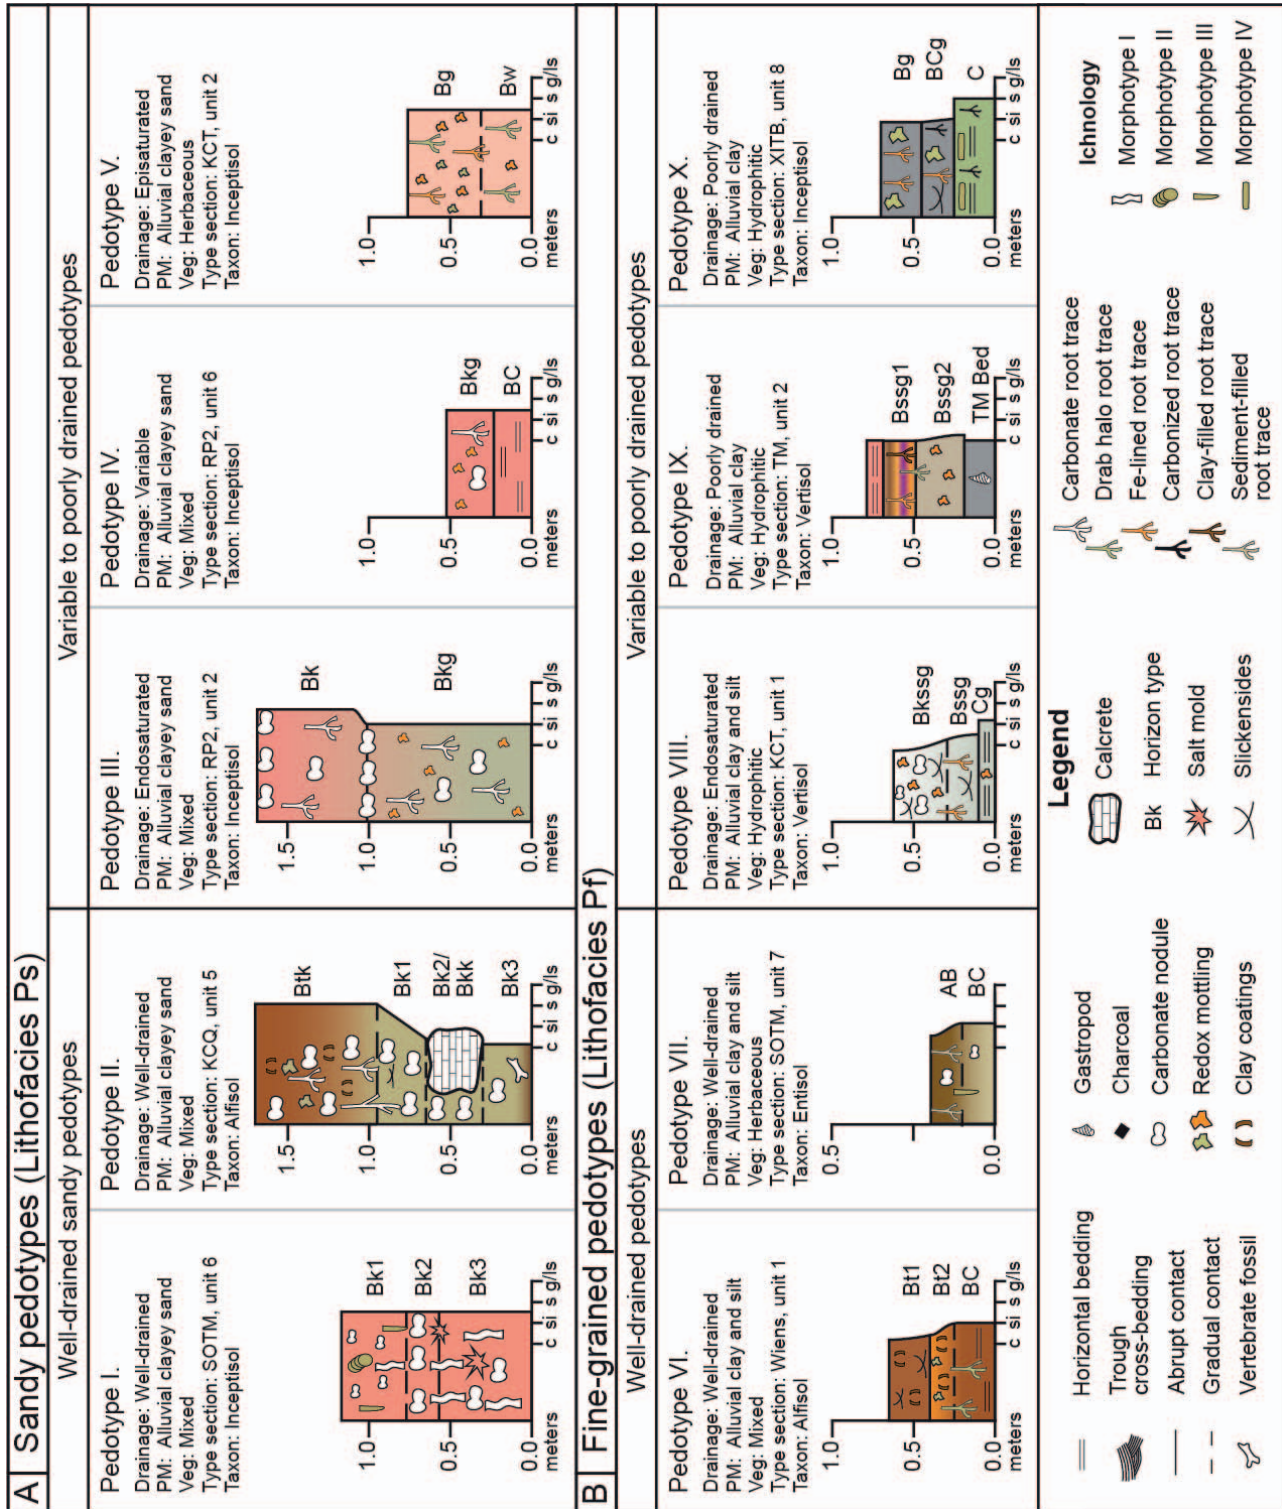 A
Sandy pedotypes (Lithofacies Ps)
Well-drained sandy pedotypes
Variable to poorly drained pedotypes
Pedotype I.
Drainage: Well-drained
PM: Alluvial clayey sand
Veg: Mixed
Type section: SOTM, unit 6
Taxon: Inceptisol
1.0
0.5
0.0
meters
Bk1
Bk2
Bk3
c si s g/ls
Pedotype II.
Drainage: Well-drained
PM: Alluvial clayey sand
Veg: Mixed
Type section: KCQ, unit 5
Taxon: Alfisol
1.5
1.0
0.5
0.0
meters
Btk
Bk1
Bk2/
Bkk
Bk3
c si s g/ls
Pedotype III.
Drainage: Endosaturated
PM: Alluvial clayey sand
Veg: Mixed
Type section: RP2, unit 2
Taxon: Inceptisol
1.5
1.0
0.5
0.0
meters
Bk
Bkg
c si s g/ls
Pedotype IV.
Drainage: Variable
PM: Alluvial clayey sand
Veg: Mixed
Type section: RP2, unit 6
Taxon: Inceptisol
1.0
0.5
0.0
meters
Bkg
BC
c si s g/ls
Pedotype V.
Drainage: Episaturated
PM: Alluvial clayey sand
Veg: Herbaceous
Type section: KCT, unit 2
Taxon: Inceptisol
1.0
0.5
0.0
meters
Bg
Bw
c si s g/ls
B
Fine-grained pedotypes (Lithofacies Pf)
Well-drained pedotypes
Variable to poorly drained pedotypes
Pedotype VI.
Drainage: Well-drained
PM: Alluvial clay and silt
Veg: Mixed
Type section: Wiens, unit 1
Taxon: Alfisol
1.0
0.5
0.0
meters
Bt1
Bt2
BC
c si s g/ls
Pedotype VII.
Drainage: Well-drained
PM: Alluvial clay and silt
Veg: Herbaceous
Type section: SOTM, unit 7
Taxon: Entisol
0.5
0.0
meters
AB
BC
c si s g/ls
Pedotype VIII.
Drainage: Endosaturated
PM: Alluvial clay and silt
Veg: Hydrophitic
Type section: KCT, unit 1
Taxon: Vertisol
1.0
0.5
0.0
meters
Bkssg
Bssg
Cg
c si s g/ls
Pedotype IX.
Drainage: Poorly drained
PM: Alluvial clay
Veg: Hydrophitic
Type section: TM, unit 2
Taxon: Vertisol
1.0
0.5
0.0
meters
Bssg1
Bssg2
TM Bed
c si s g/ls
Pedotype X.
Drainage: Poorly drained
PM: Alluvial clay
Veg: Hydrophitic
Type section: XITB, unit 8
Taxon: Inceptisol
1.0
0.5
0.0
meters
Bg
BCg
C
c si s g/ls
Legend
Horizontal bedding
Trough
cross-bedding
Abrupt contact
Gradual contact
Vertebrate fossil
Gastropod
Charcoal
Carbonate nodule
Redox mottling
Clay coatings
Calcrete
Bk
Horizon type
Salt mold
Slickensides
Carbonate root trace
Drab halo root trace
Fe-lined root trace
Carbonized root trace
Clay-filled root trace
Sediment-filled
root trace
Ichnology
Morphotype I
Morphotype II
Morphotype III
Morphotype IV